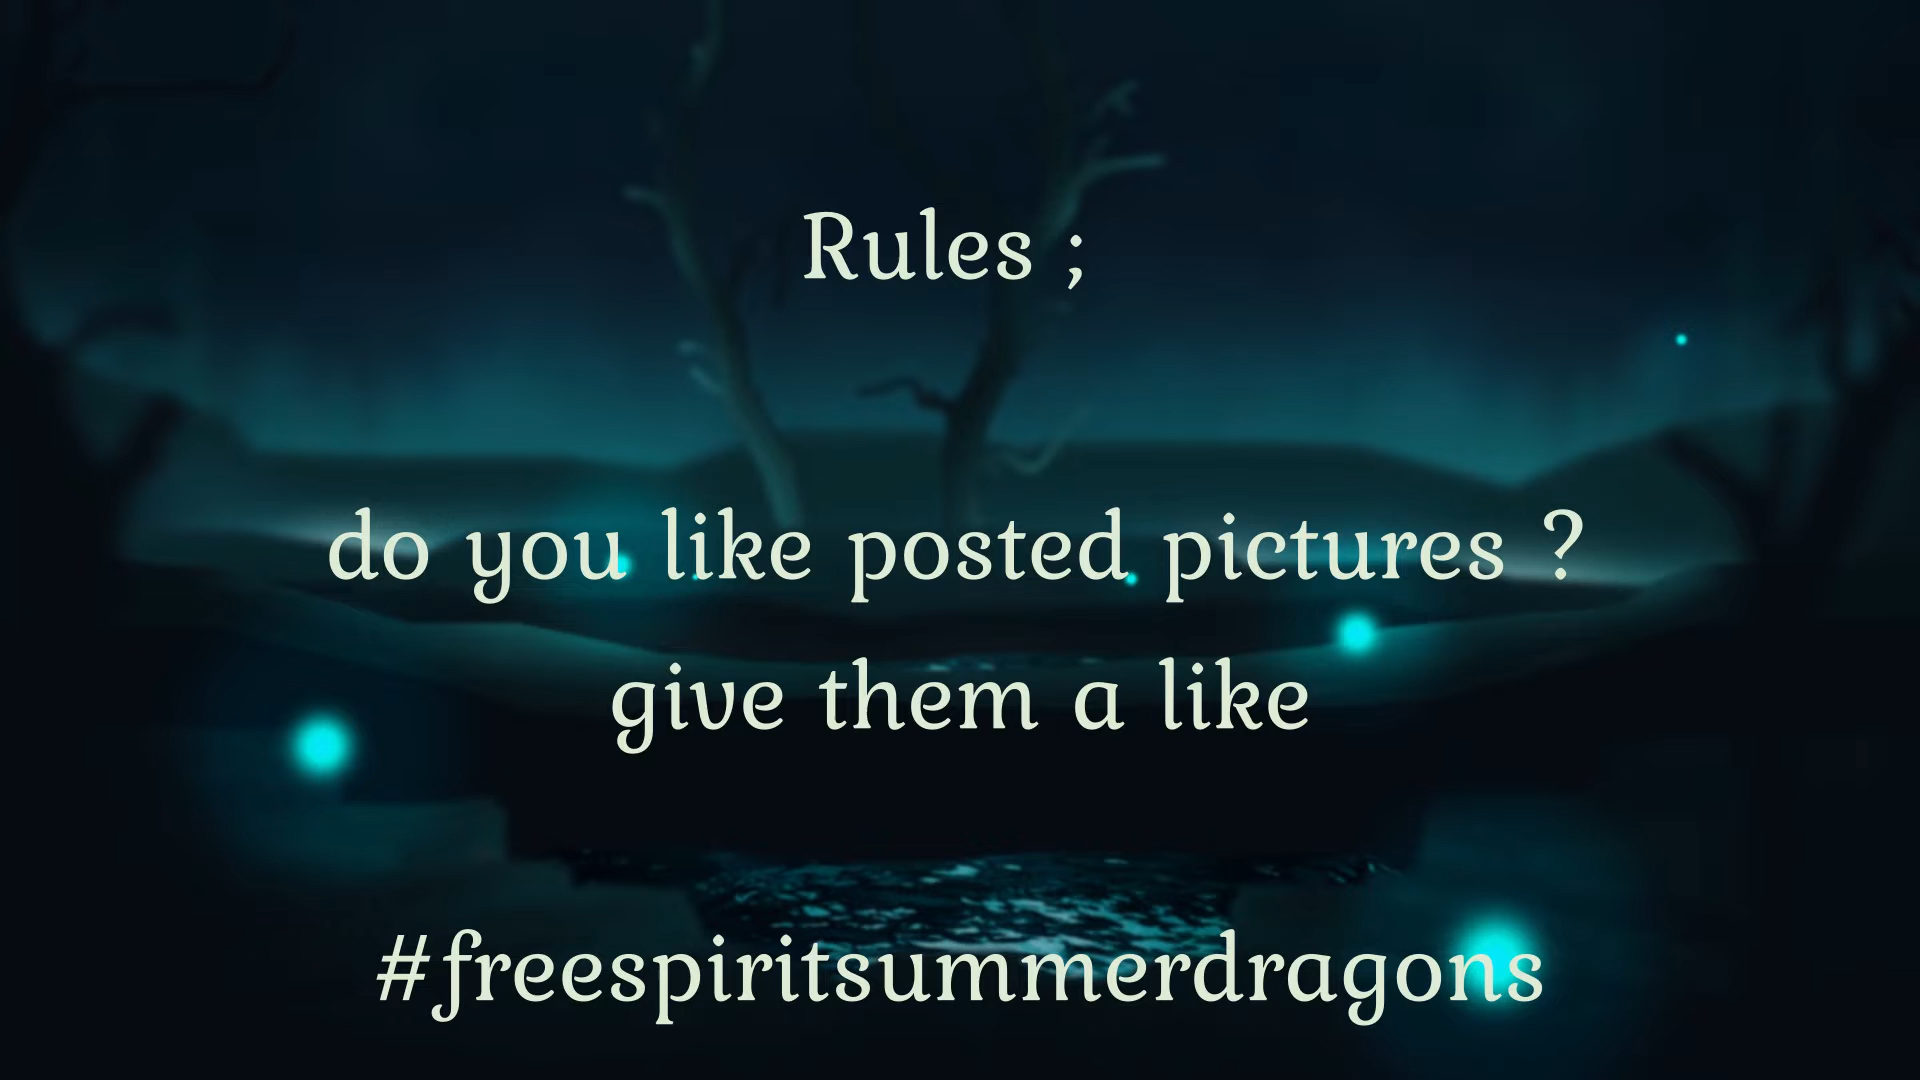 Rules ;
do you like posted pictures ?
give them a like
#freespiritsummerdragons